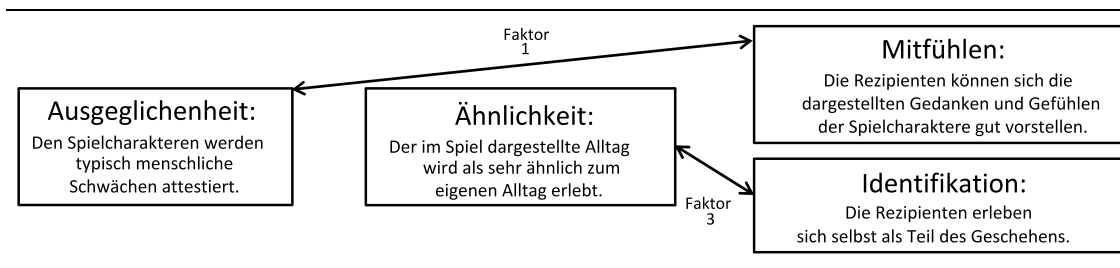 Faktor
1
Mitfühlen:
Die Rezipienten können sich die
dargestellten Gedanken und Gefühlen
der Spielcharaktere gut vorstellen.
Ausgeglichenheit:
Den Spielcharakteren werden
typisch menschliche
Schwächen attestiert.
Ähnlichkeit:
Der im Spiel dargestellte Alltag
wird als sehr ähnlich zum
eigenen Alltag erlebt.
Faktor
3
Identifikation:
Die Rezipienten erleben
sich selbst als Teil des Geschehens.